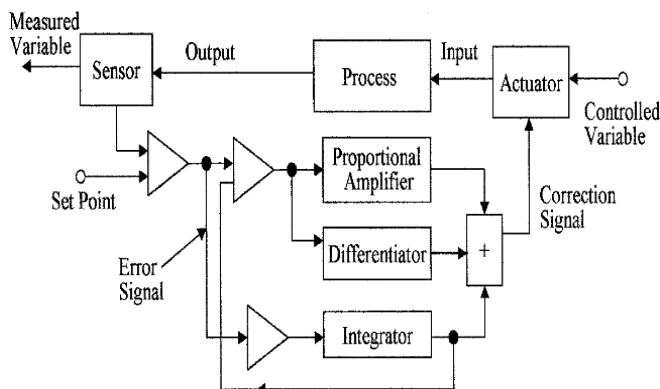 Measured
Variable
Sensor
Output
Process
Input
Actuator
Controlled
Variable
Set Point
Proportional
Amplifier
Correction
Signal
Differentiator
+
Error
Signal
Integrator